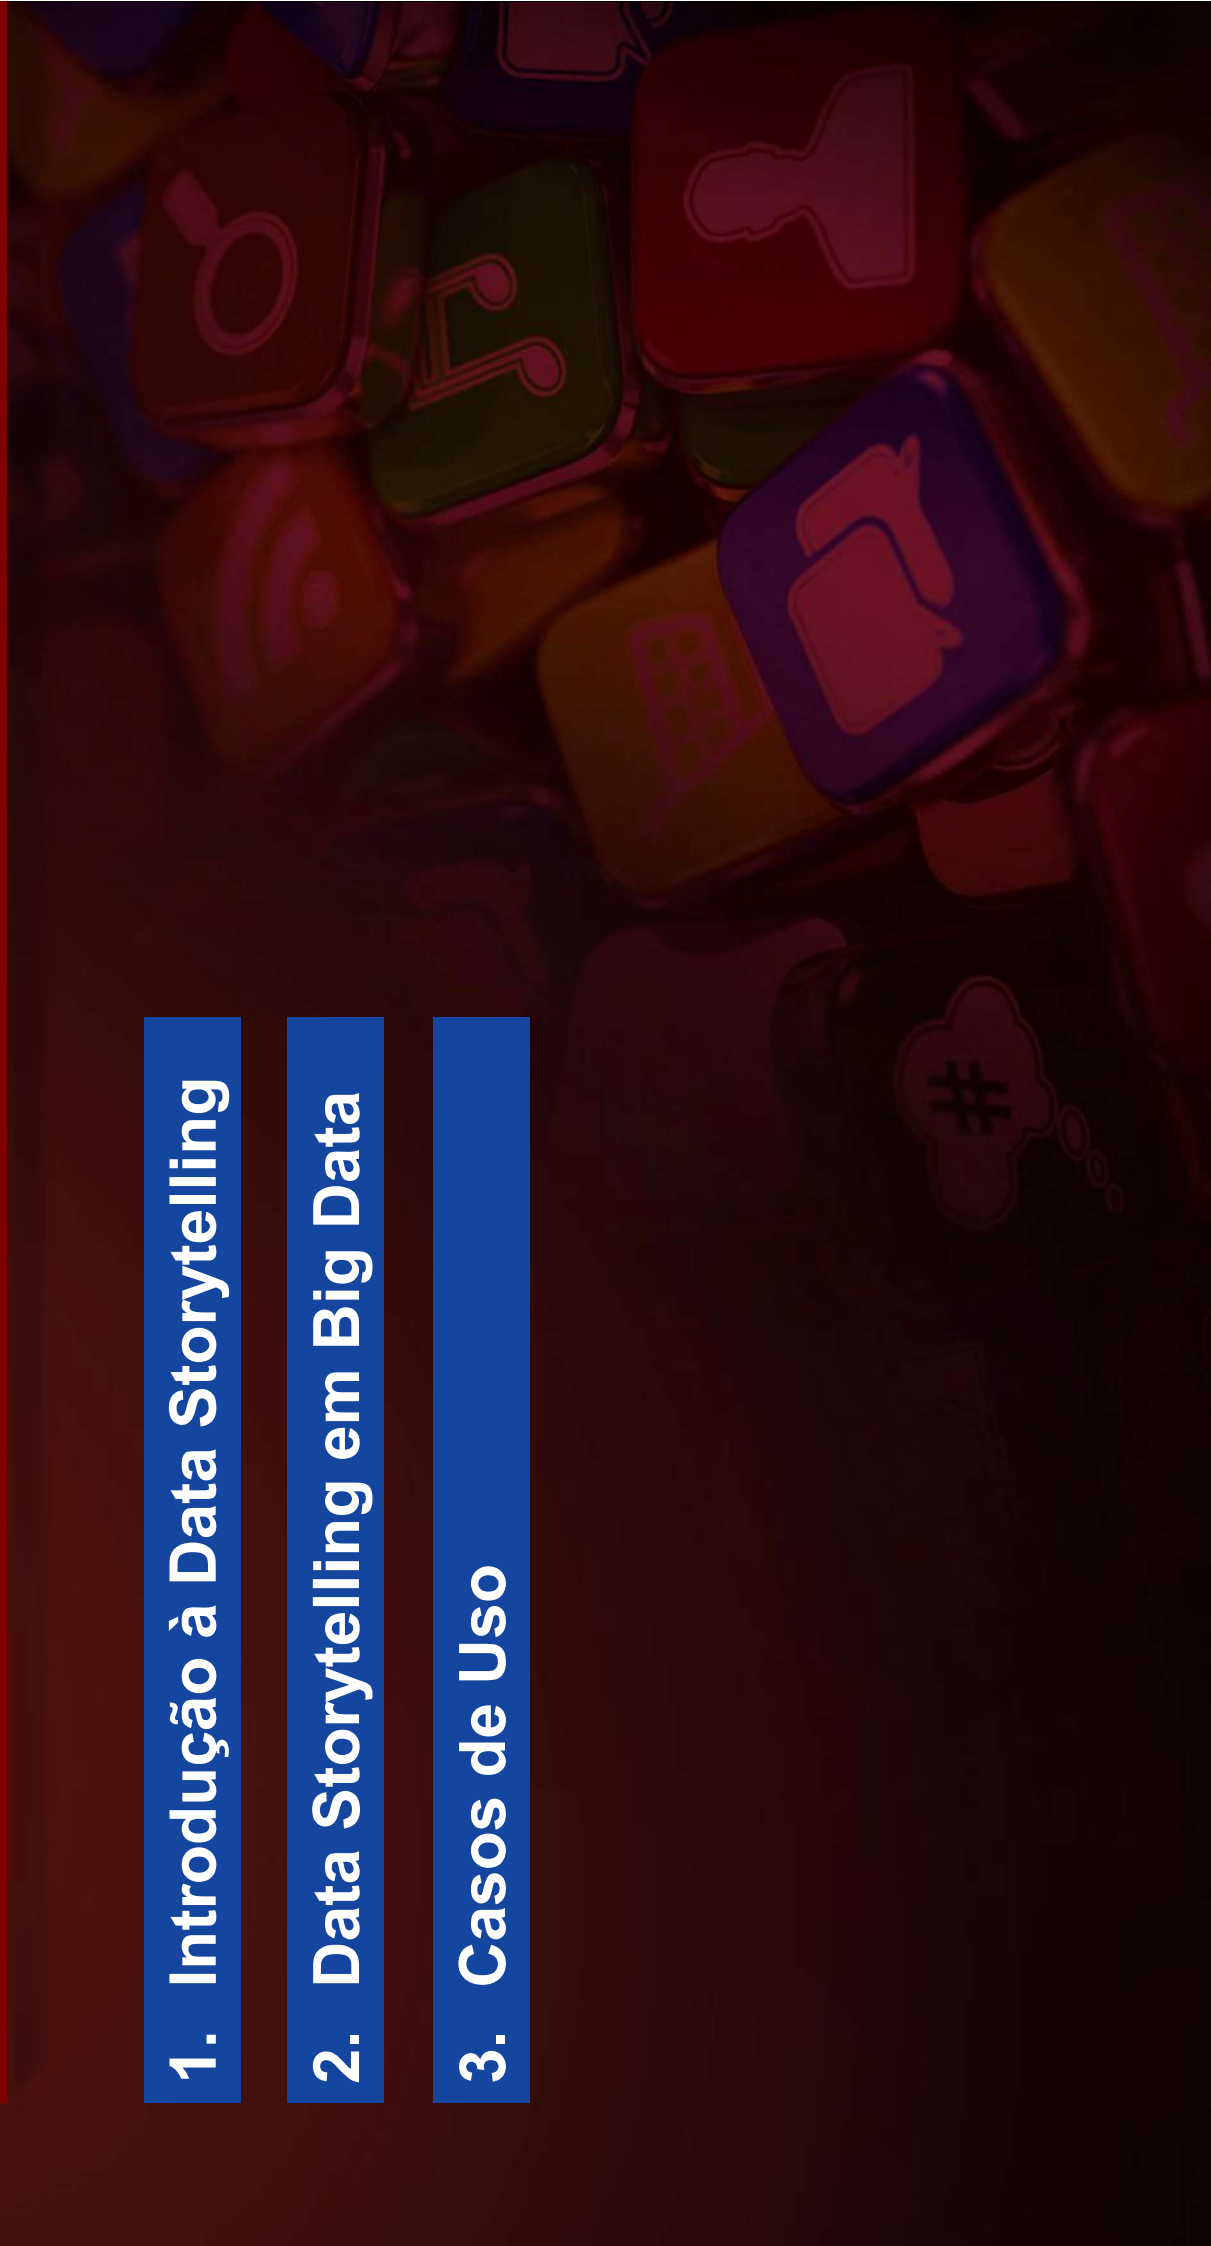 1. Introdução à Data Storytelling
2. Data Storytelling em Big Data
3. Casos de Uso
#